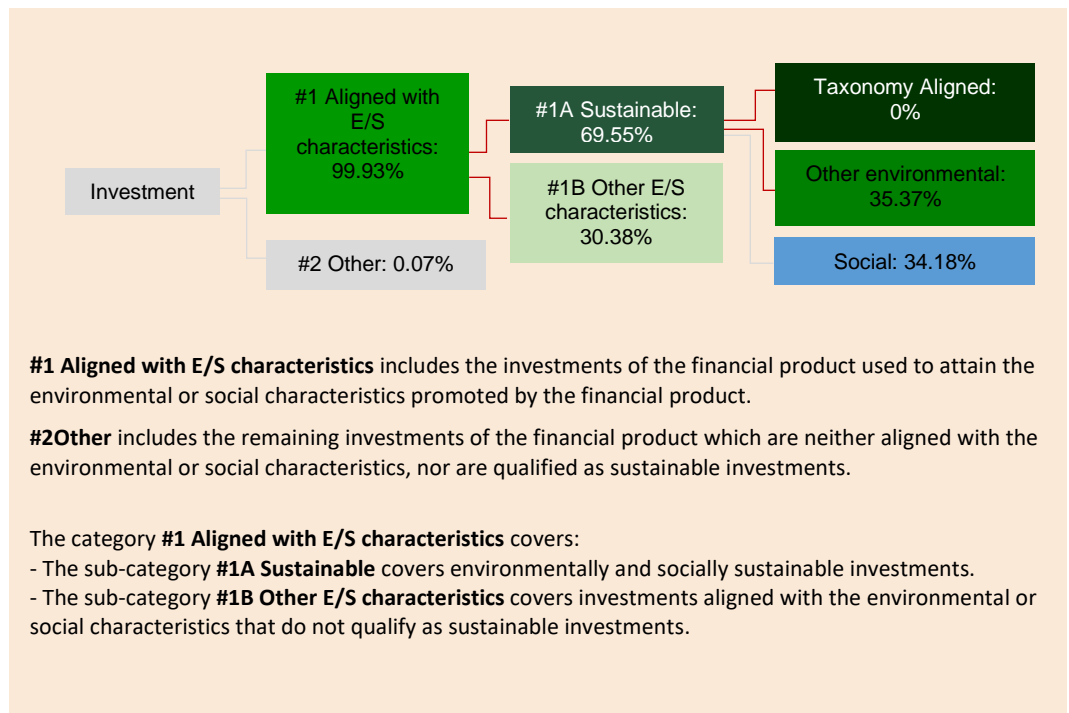 Investment
#1 Aligned with
E/S
characteristics:
99.93%
#2 Other: 0.07%
#1A Sustainable:
69.55%
#1B Other E/S
characteristics:
30.38%
Taxonomy Aligned:
0%
Other environmental:
35.37%
Social: 34.18%
#1 Aligned with E/S characteristics includes the investments of the financial product used to attain the
environmental or social characteristics promoted by the financial product.
#2Other includes the remaining investments of the financial product which are neither aligned with the
environmental or social characteristics, nor are qualified as sustainable investments.
The category #1 Aligned with E/S characteristics covers:
- The sub-category #1A Sustainable covers environmentally and socially sustainable investments.
- The sub-category #1B Other E/S characteristics covers investments aligned with the environmental or
social characteristics that do not qualify as sustainable investments.